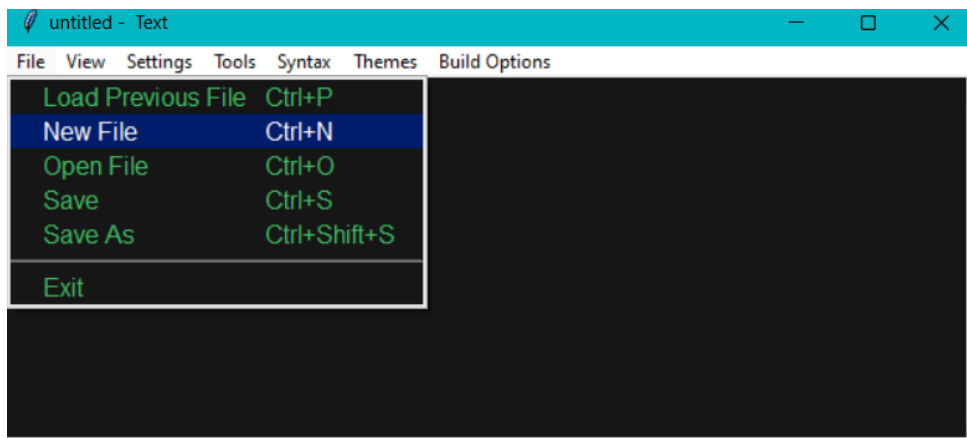 untitled - Text
File View Settings Tools Syntax Themes Build Options
Load Previous File Ctrl+P
New File Ctrl+N
Open File Ctrl+O
Save Ctrl+S
Save As Ctrl+Shift+S
Exit